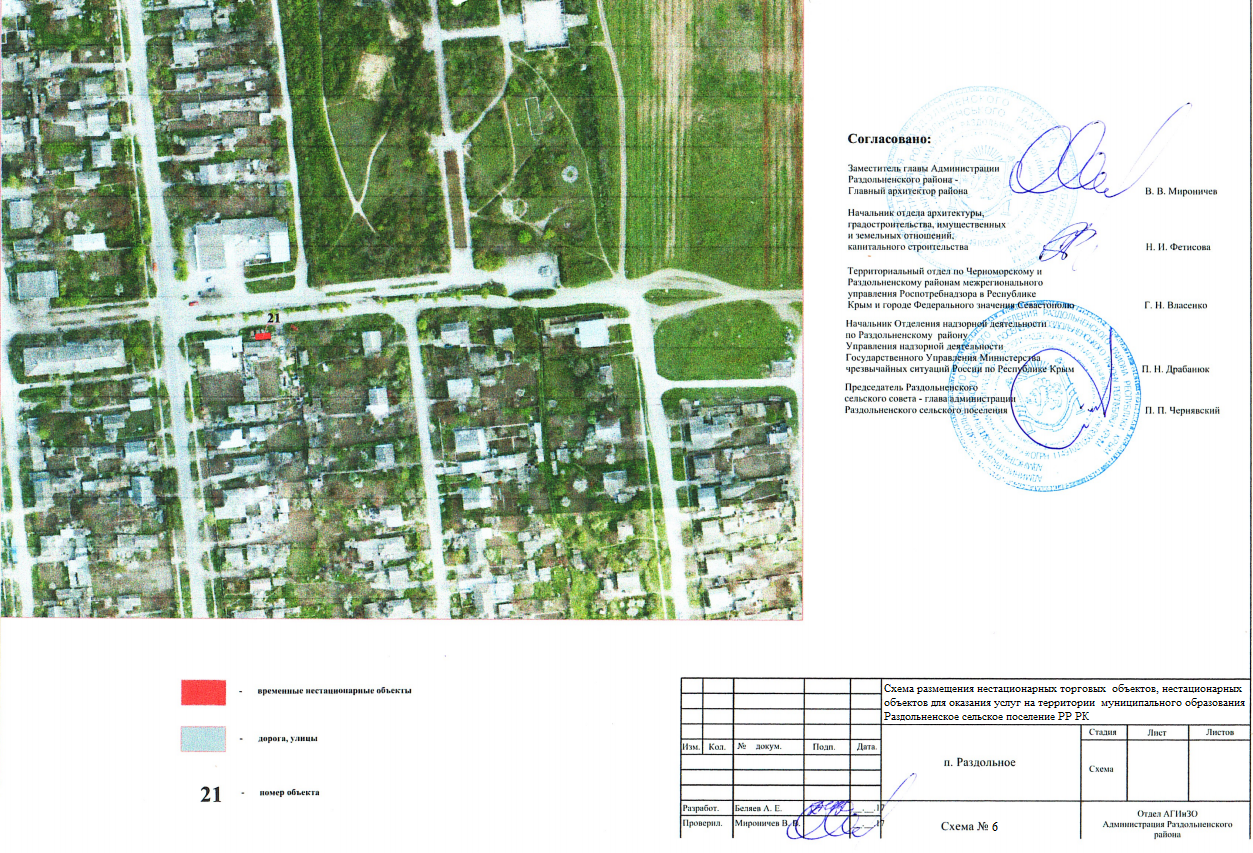 21
Согласовано:
Заместитель главы Администрации
Раздольненского района -
Главный архитектор района
В. В. Мироничев
Начальник отдела архитектуры,
градостроительства, имущественных
и земельных отношений,
капитального строительства
Н. И. Фетисова
Территориальный отдел по Черноморскому и
Раздольненскому районам межрегионального
управления Роспотребнадзора в Республике
Крым и городе Федерального значения Севастополю
Г. Н. Власенко
Начальник Отделения надзорной деятельности
по Раздольненскому району
Управления надзорной деятельности
Государственного Управления Министерства
чрезвычайных ситуаций России по Республике Крым
П. Н. Драбанюк
Председатель Раздольненского
сельского совета - глава администрации
Раздольненского сельского поселения
П. П. Чернявский
- временные нестационарные объекты
- дорога, улицы
21 - номер объекта
Схема размещения нестационарных торговых объектов, нестационарных
объектов для оказания услуг на территории муниципального образования
Раздольненское сельское поселение РР РК
Изм. Кол. № докум. Подп. Дата.
п. Раздольное
Стадия Лист Листов
Схема
Разработ. Беляев А. Е. __.__.17
Проверил. Мироничев В. В. __.__.17
Схема № 6
Отдел АГИиЗО
Администрация Раздольненского
района